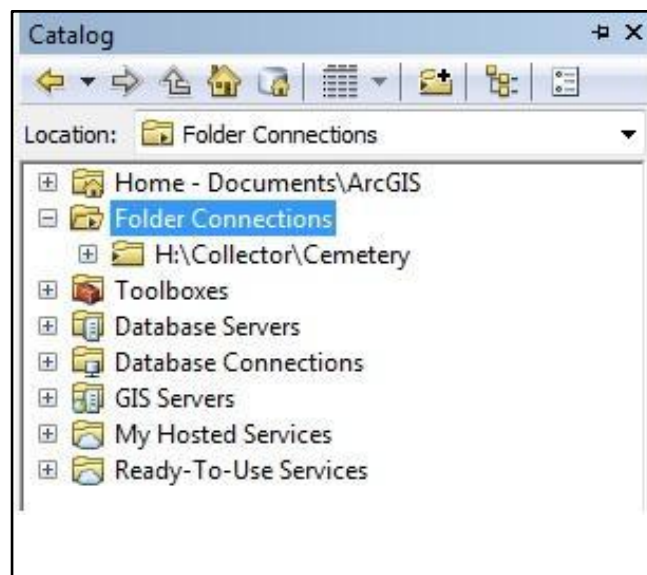 Catalog
Location: Folder Connections
Home - Documents\ArcGIS
Folder Connections
H:\Collector\Cemetery
Toolboxes
Database Servers
Database Connections
GIS Servers
My Hosted Services
Ready-To-Use Services